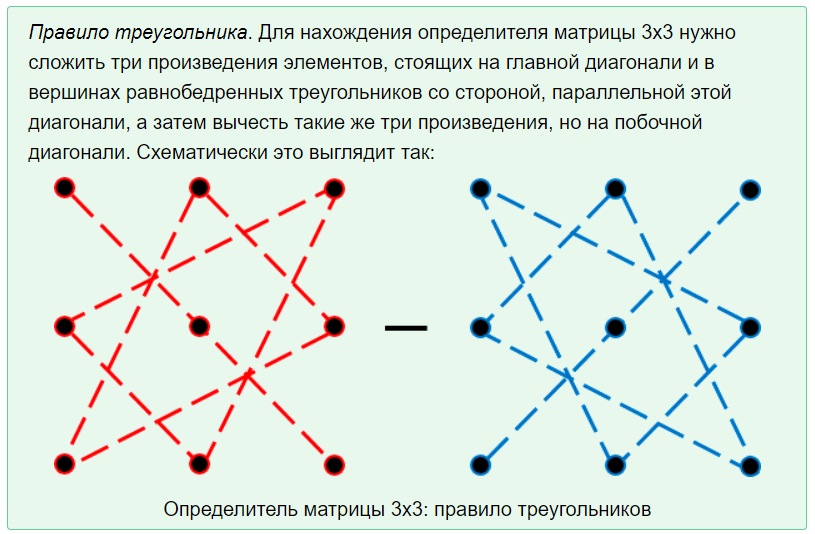 Правило треугольника. Для нахождения определителя матрицы 3х3 нужно
сложить три произведения элементов, стоящих на главной диагонали и в
вершинах равнобедренных треугольников со стороной, параллельной этой
диагонали, а затем вычесть такие же три произведения, но на побочной
диагонали. Схематически это выглядит так:
Определитель матрицы 3х3: правило треугольников